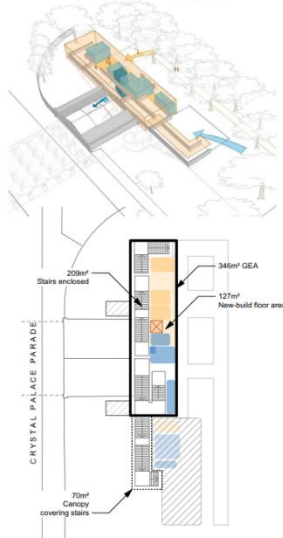 209m²
Stairs enclosed
346m² GEA
127m²
New-build floor area
CRYSTAL PALACE PARADE
70m²
Canopy
covering stairs